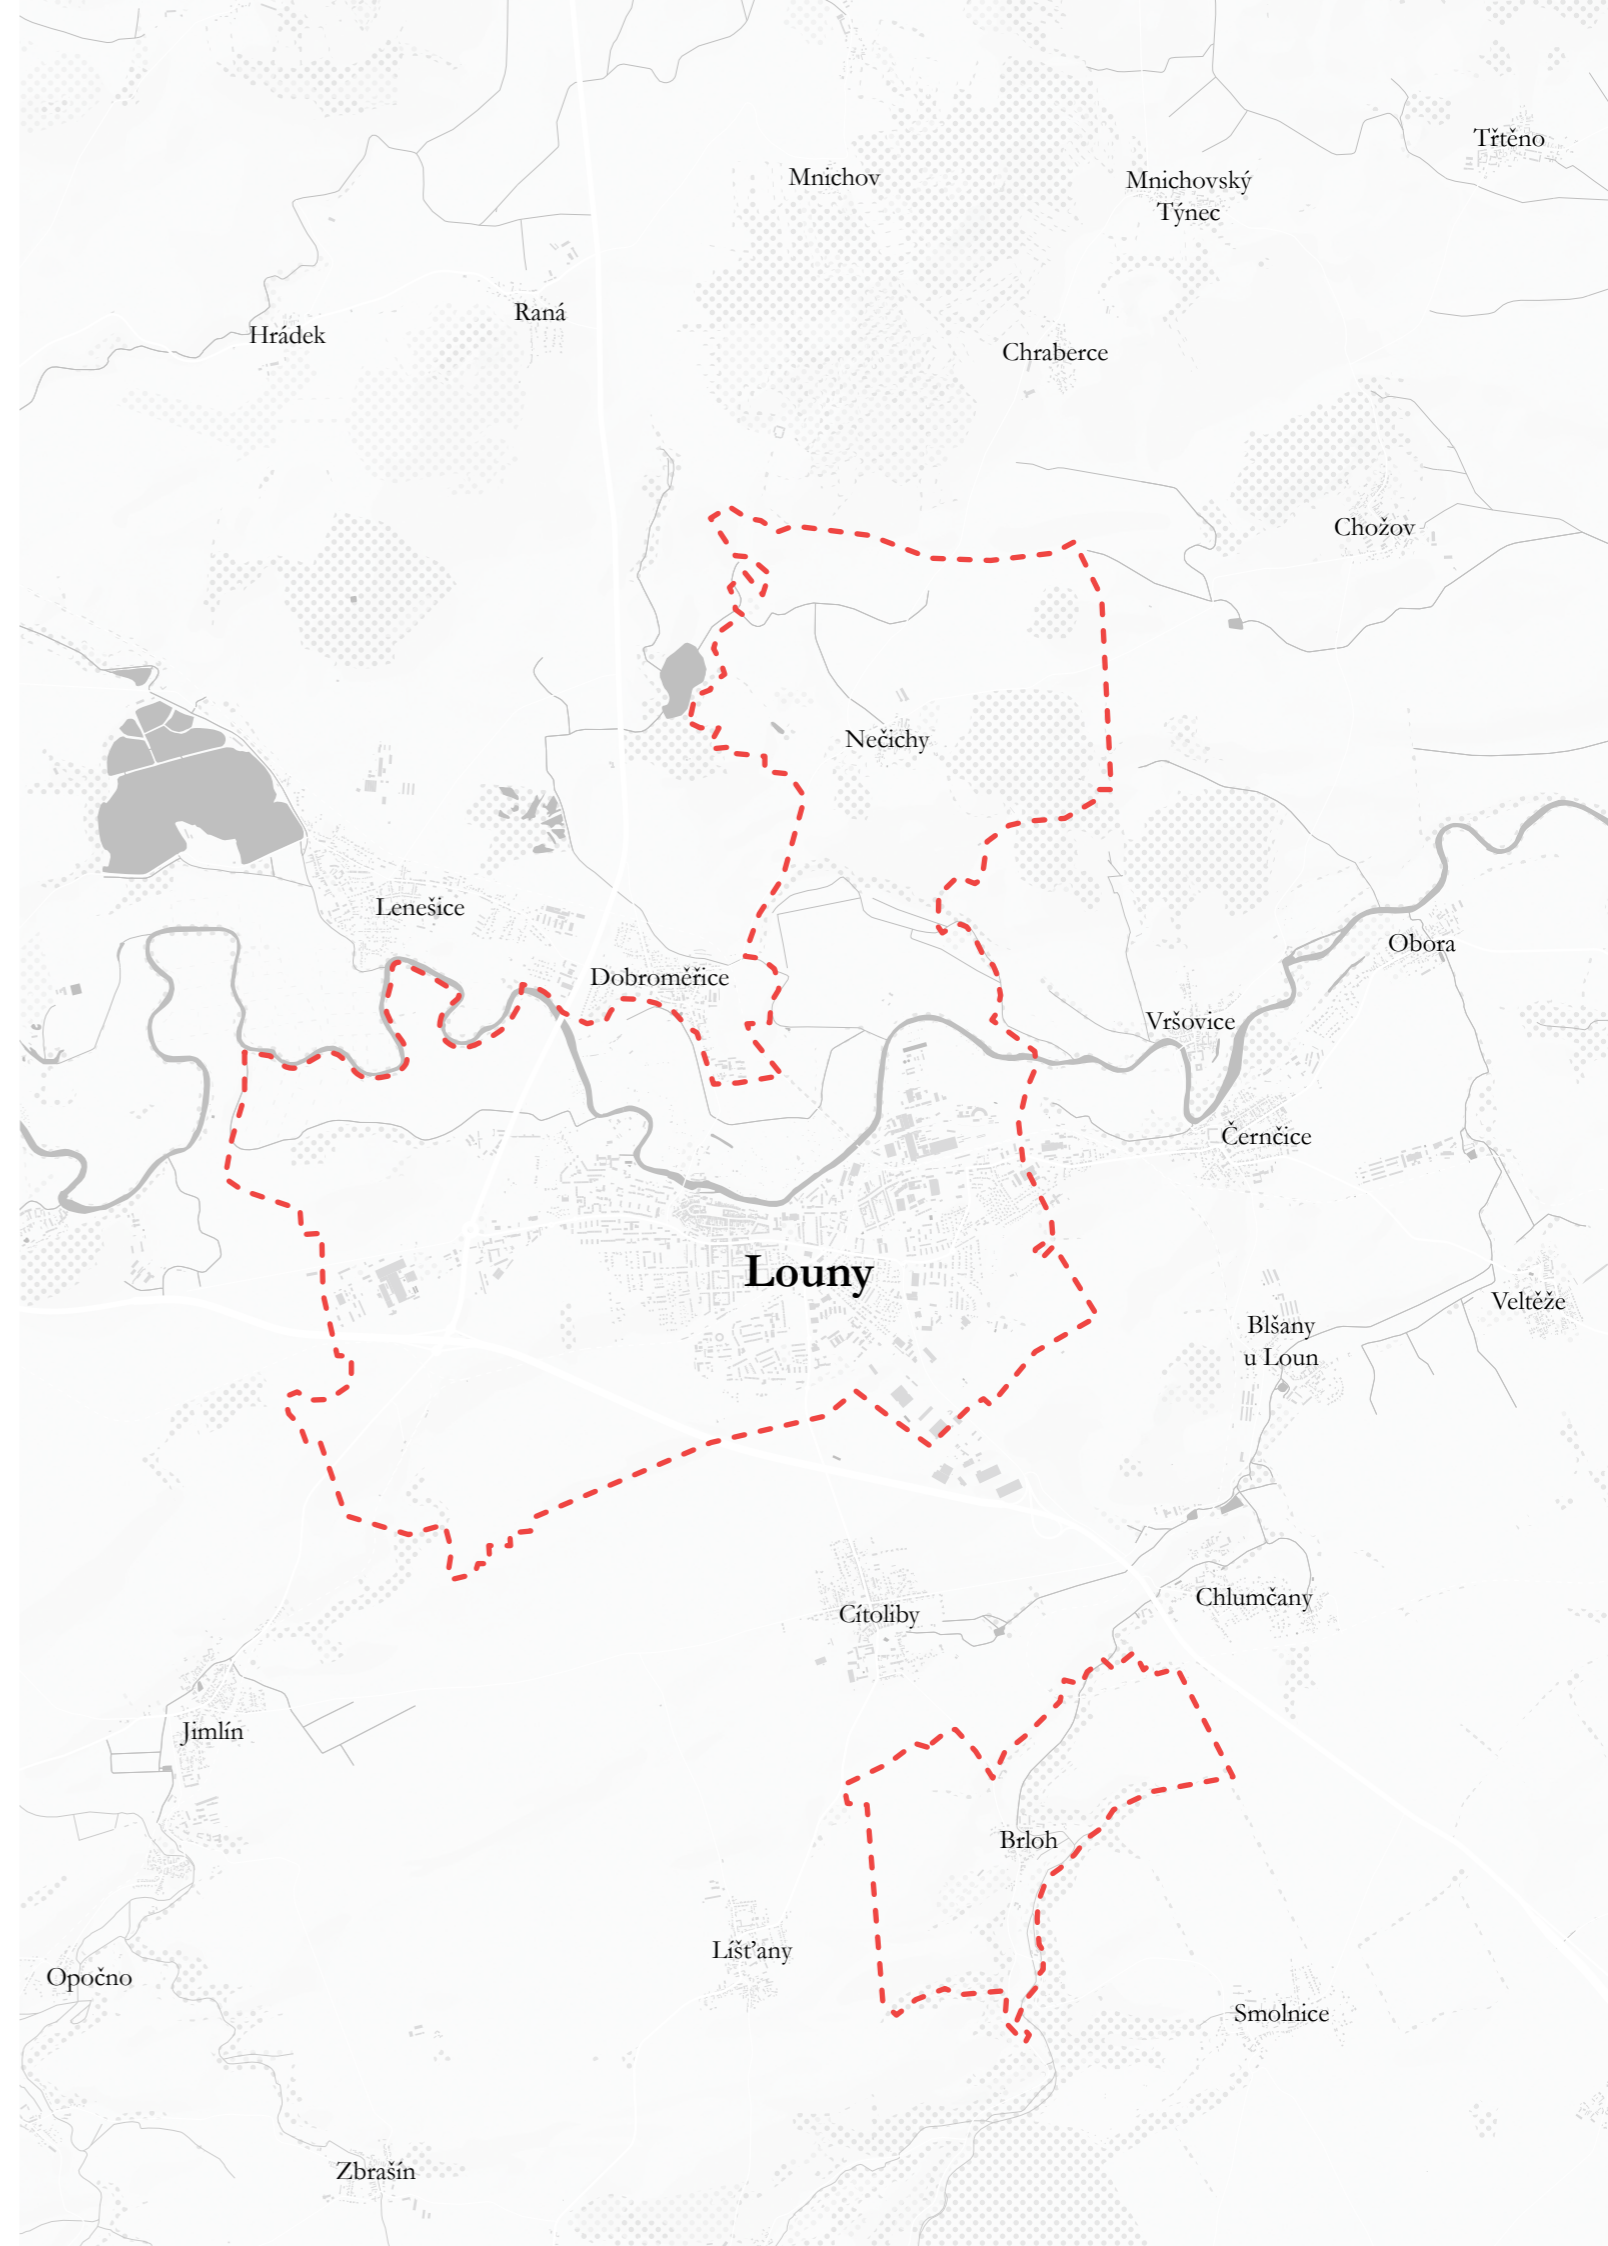 Třtěno
Mnichov
Mnichovský
Týnec
Raná
Hrádek
Chraberce
Chožov
Nečichy
Lenešice
Obora
Dobroměřice
Vršovice
Černčice
Louny
Veltěže
Blšany
u Loun
Chlumčany
Cítoliby
Jimlín
Brloh
Líšťany
Opočno
Smolnice
Zbrašín